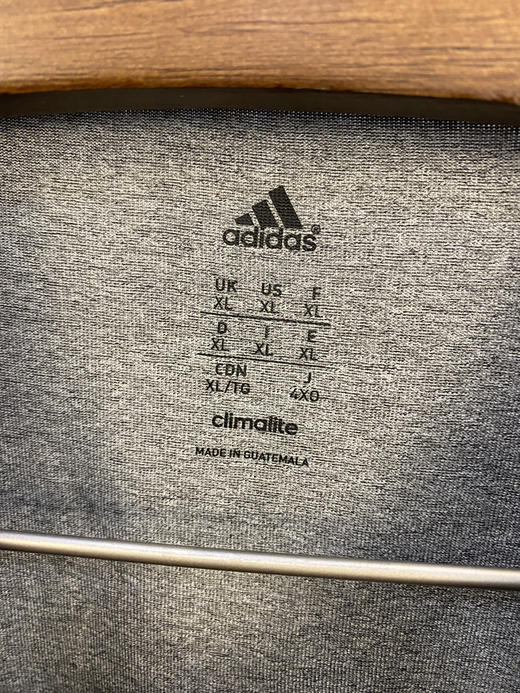 adidas®
UK US F
XL XL XL
D I E
XL XL XL
CDN J
XL/TG 4XO
climalite
MADE IN GUATEMALA